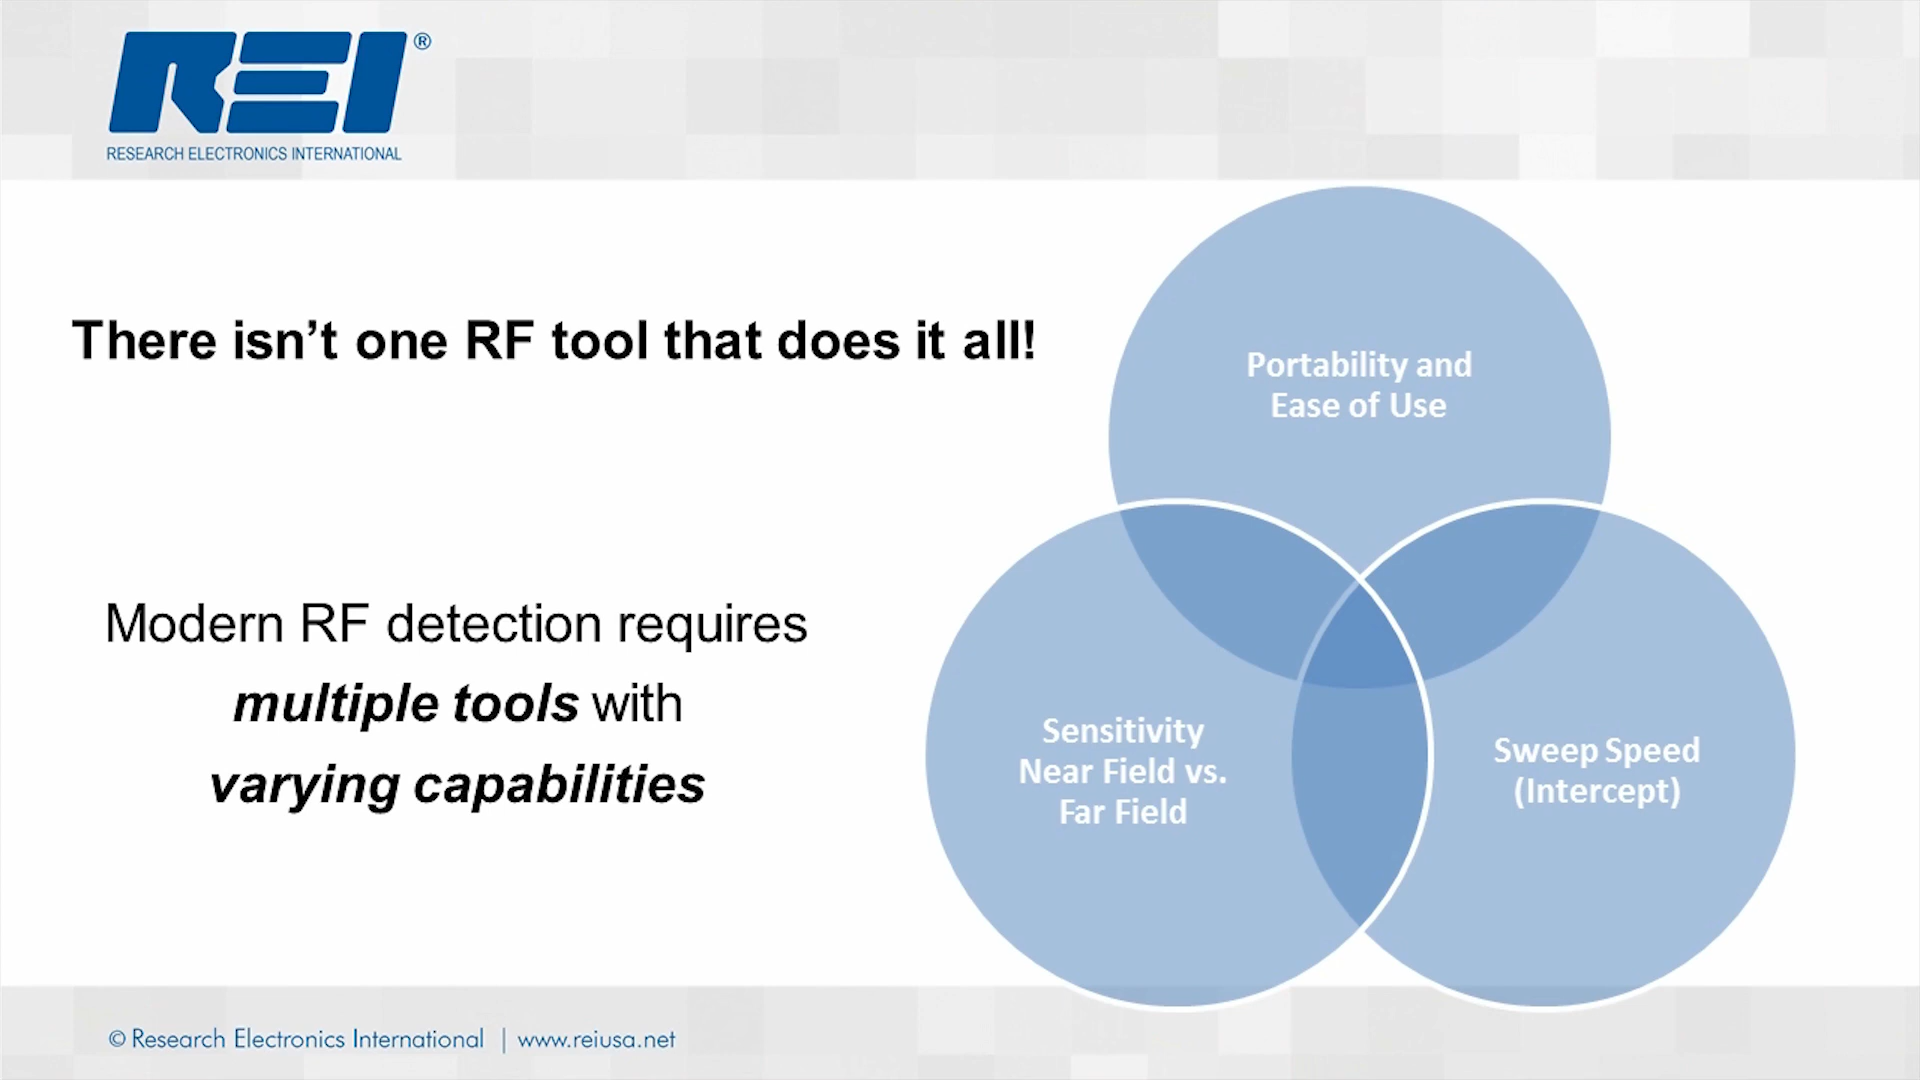 REI®
RESEARCH ELECTRONICS INTERNATIONAL
There isn’t one RF tool that does it all!
Modern RF detection requires
multiple tools with
varying capabilities
Portability and
Ease of Use
Sensitivity
Near Field vs.
Far Field
Sweep Speed
(Intercept)
© Research Electronics International | www.reiusa.net